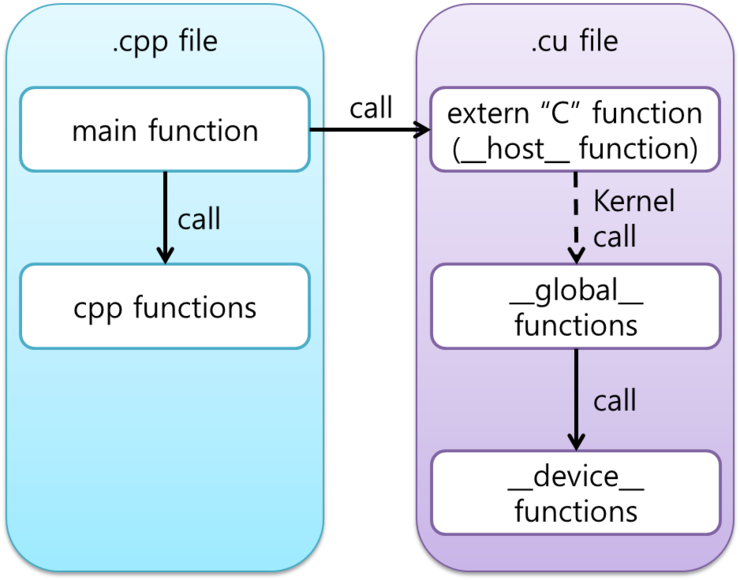 .cpp file
main function
call
cpp functions
call
.cu file
extern “C” function
(__host__ function)
Kernel
call
__global__
functions
call
__device__
functions